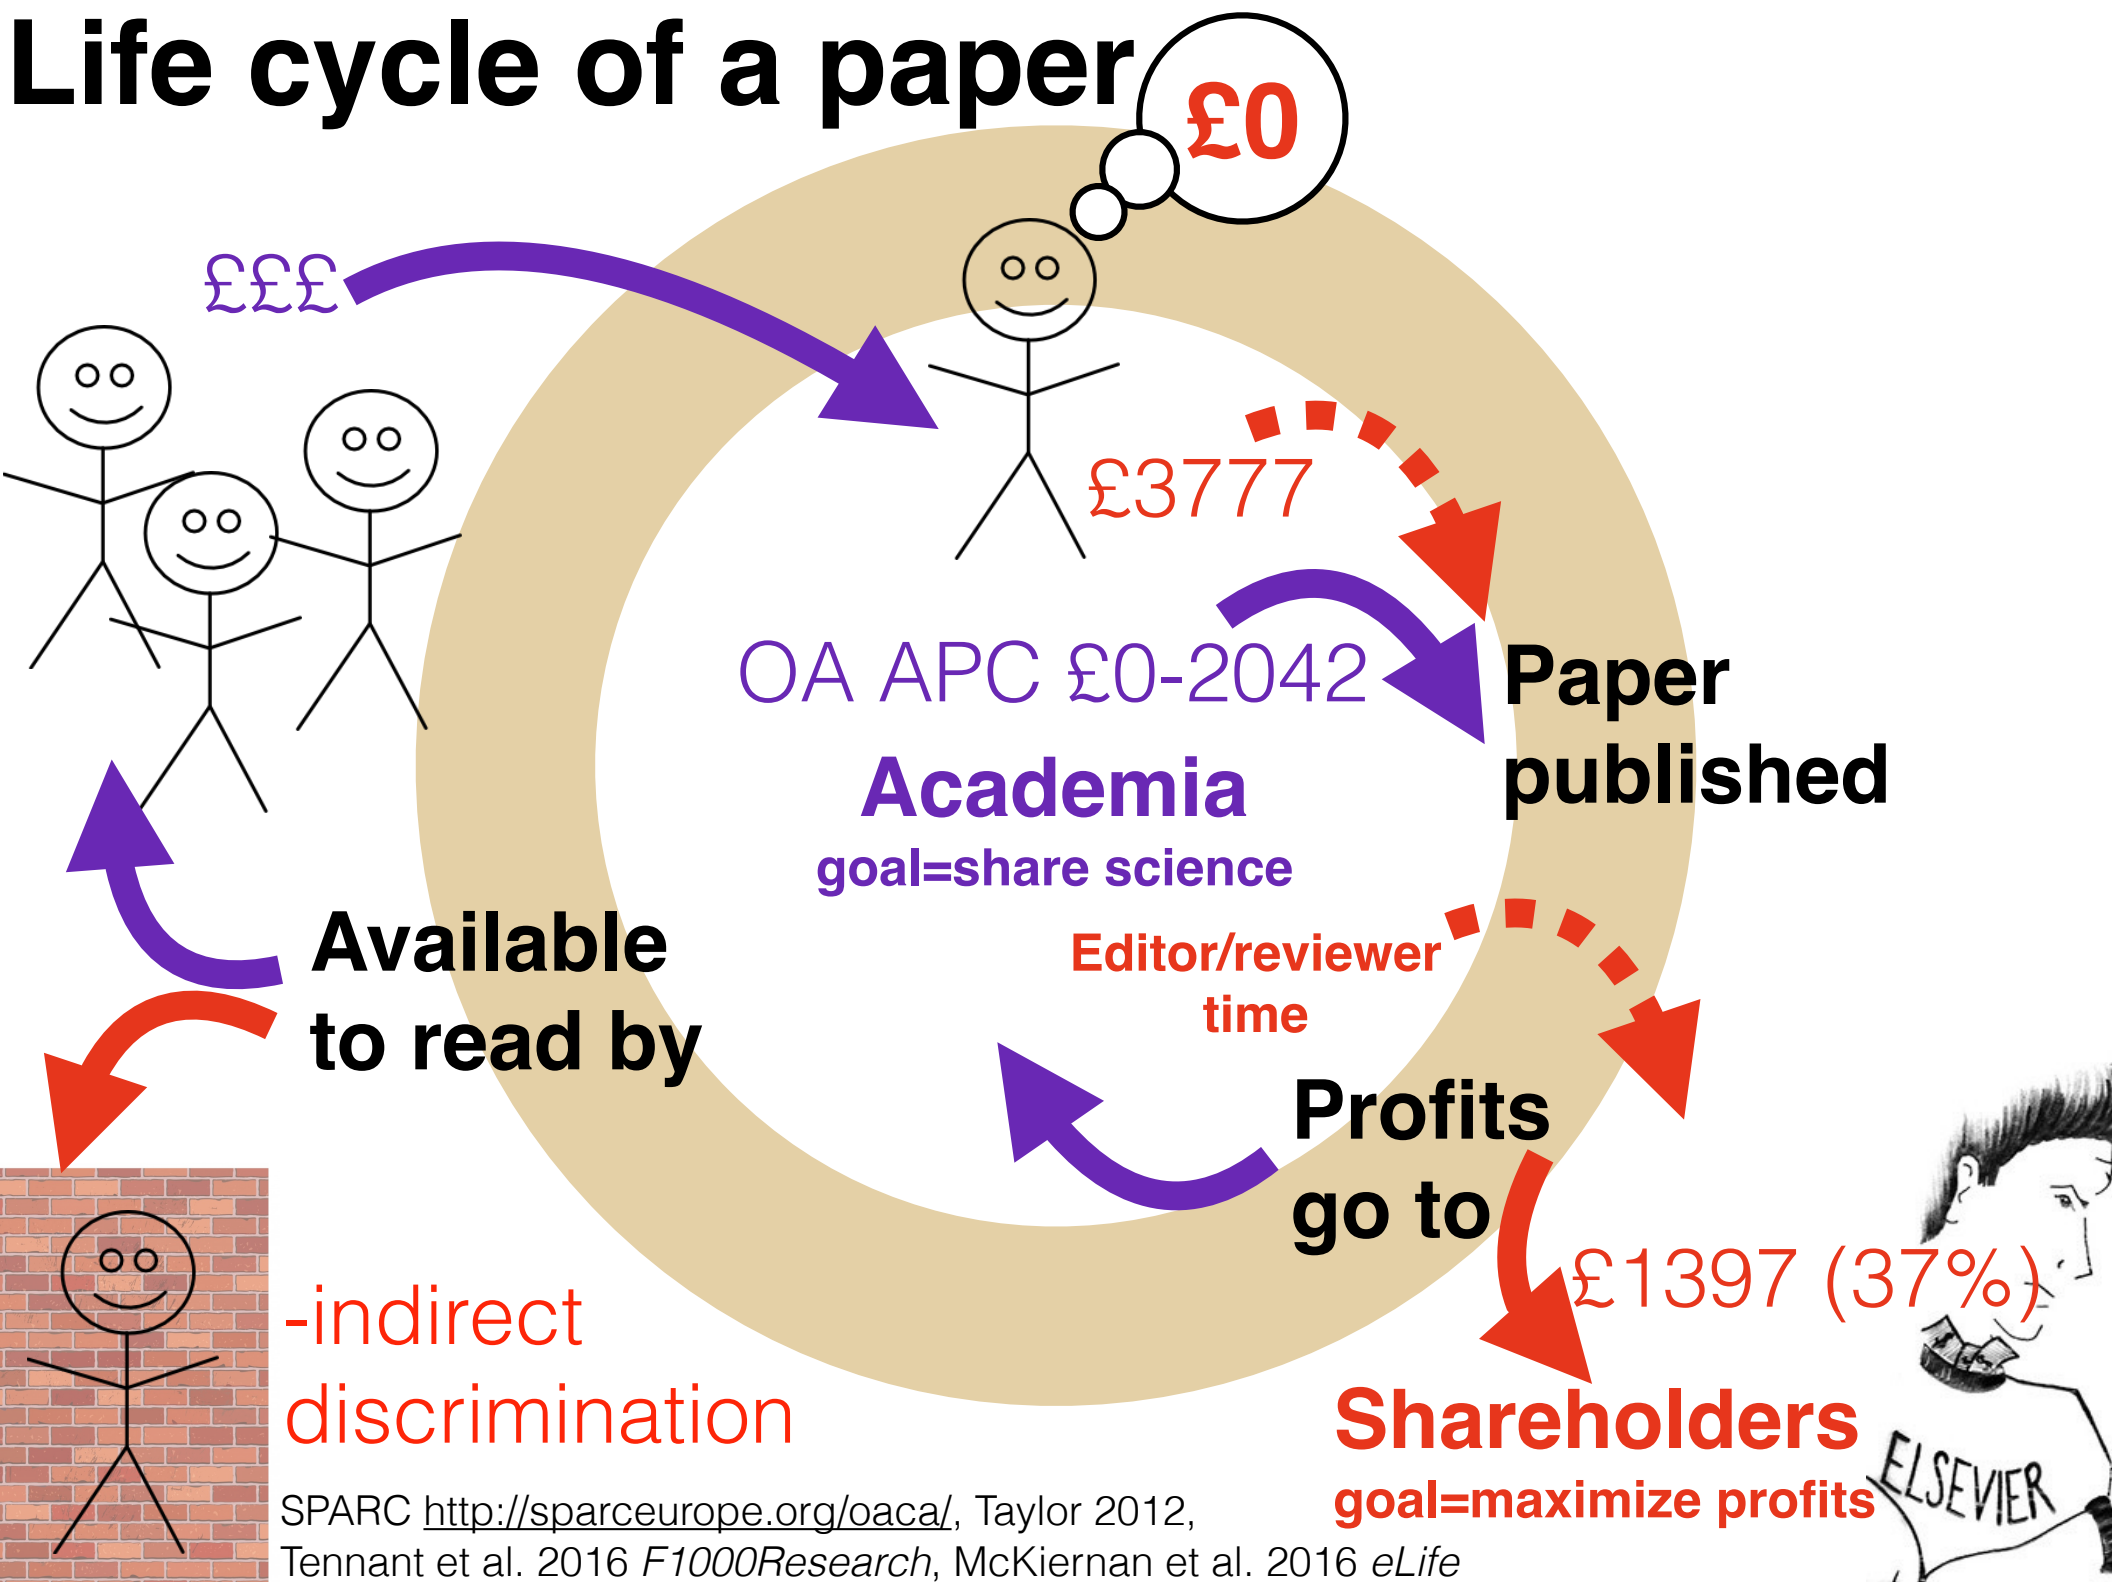 Life cycle of a paper
£0
£££
£3777
OA APC £0-2042
Paper
published
Academia
goal=share science
Editor/reviewer
time
Available
to read by
Profits
go to
£1397 (37%)
-indirect
discrimination
Shareholders
goal=maximize profits
ELSEVIER
SPARC http://sparceurope.org/oaca/, Taylor 2012,
Tennant et al. 2016 F1000Research, McKiernan et al. 2016 eLife